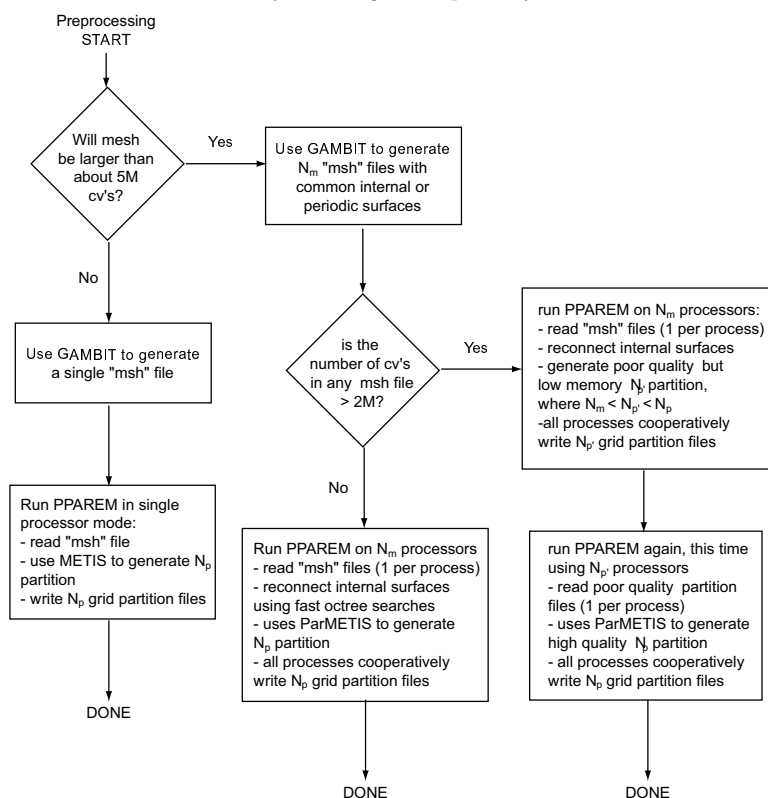 Preprocessing
START
Will mesh
be larger than
about 5M
cv's?
Yes
No
Use GAMBIT to generate
Nm "msh" files with
common internal or
periodic surfaces
Use GAMBIT to generate
a single "msh" file
is the
number of cv's
in any msh file
> 2M?
Yes
No
run PPAREM on Nm processors:
- read "msh" files (1 per process)
- reconnect internal surfaces
- generate poor quality but
low memory Np' partition,
where Nm < Np' < Np
-all processes cooperatively
write Np' grid partition files
Run PPAREM in single
processor mode:
- read "msh" file
- use METIS to generate Np
partition
- write Np grid partition files
Run PPAREM on Nm processors
- read "msh" files (1 per process)
- reconnect internal surfaces
using fast octree searches
- uses ParMETIS to generate
Np partition
- all processes cooperatively
write Np grid partition files
run PPAREM again, this time
using Np' processors
- read poor quality partition
files (1 per process)
- uses ParMETIS to generate
high quality Np partition
- all processes cooperatively
write Np grid partition files
DONE
DONE
DONE